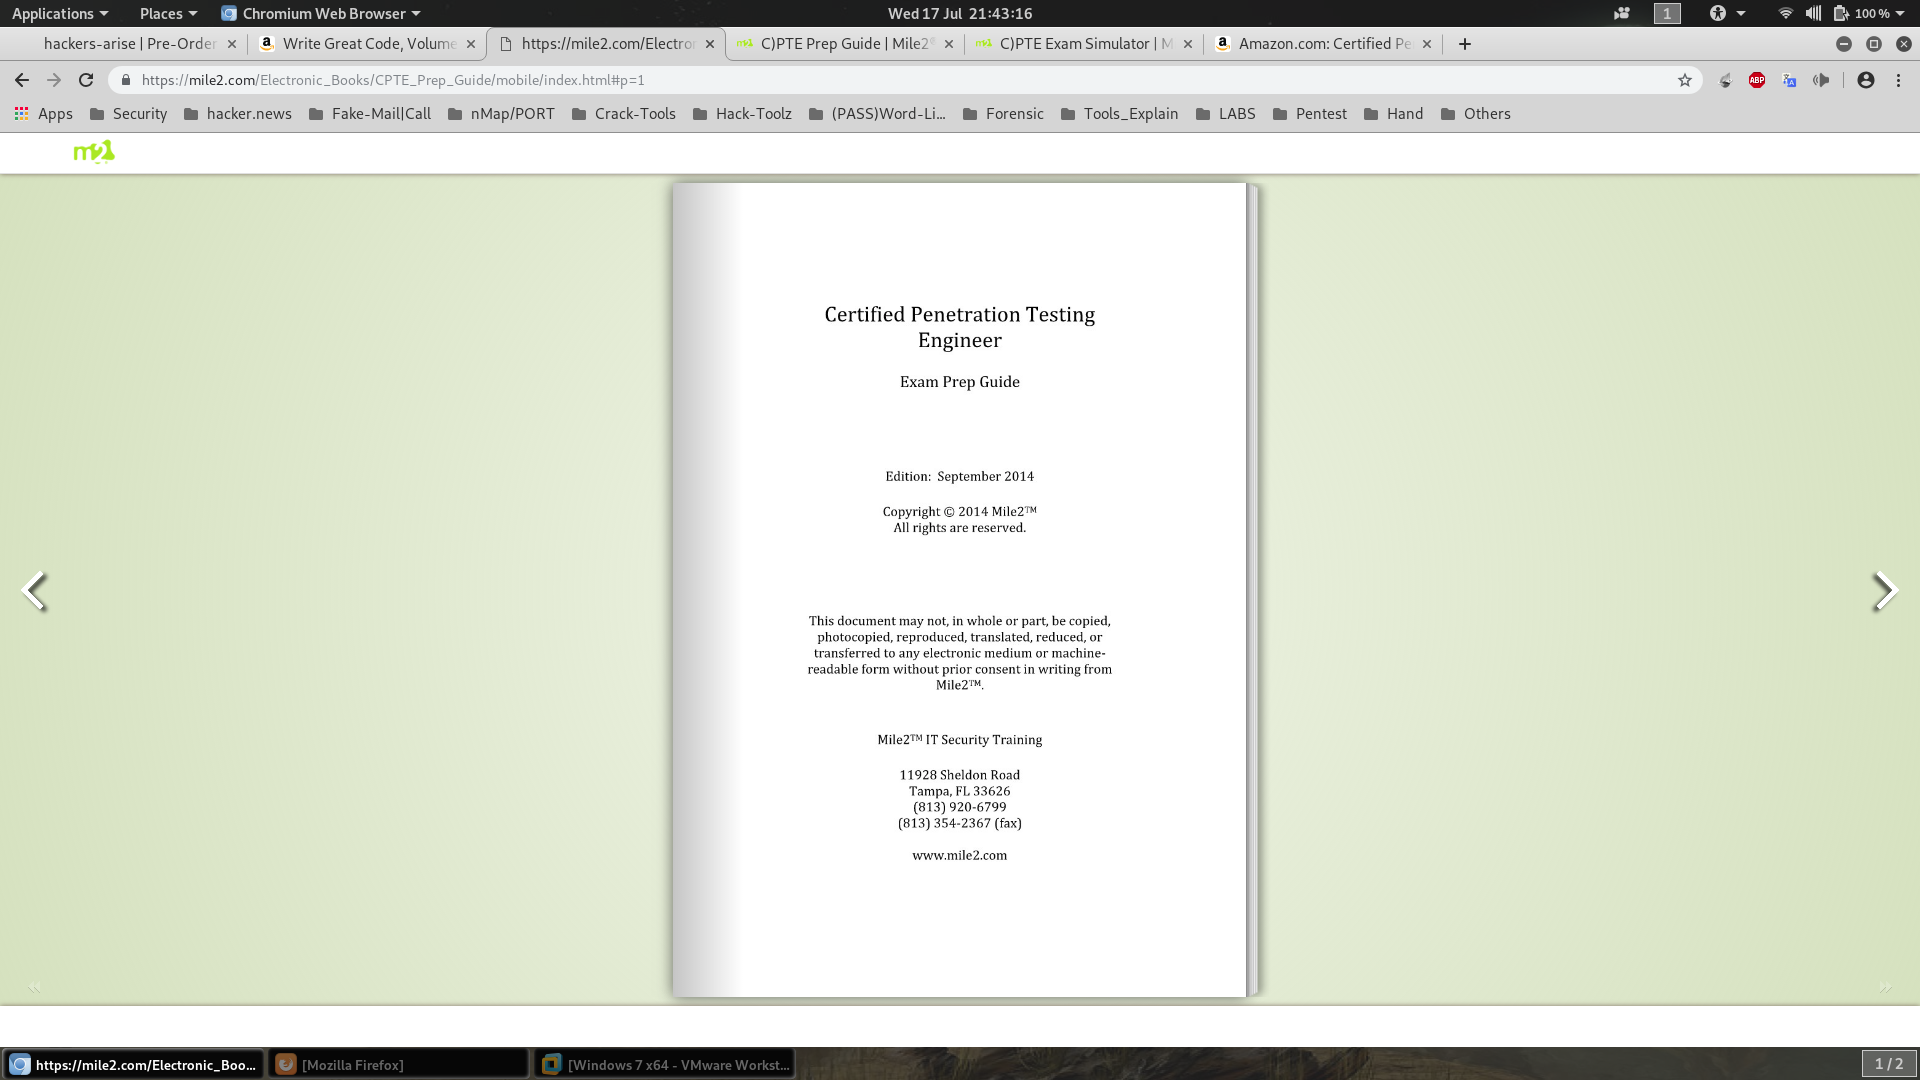 Applications Places Chromium Web Browser Wed 17 Jul 21:43:16 1 100 %
hackers-arise | Pre-Order Write Great Code, Volume https://mile2.com/Electro C)PTE Prep Guide | Mile2 C)PTE Exam Simulator | M Amazon.com: Certified Pe
https://mile2.com/Electronic_Books/CPTE_Prep_Guide/mobile/index.html#p=1 ABP
Apps Security hacker.news Fake-Mail|Call nMap/PORT Crack-Tools Hack-Toolz (PASS)Word-Li... Forensic Tools_Explain LABS Pentest Hand Others
m2
Certified Penetration Testing
Engineer
Exam Prep Guide
Edition: September 2014
Copyright © 2014 Mile2™
All rights are reserved.
This document may not, in whole or part, be copied,
photocopied, reproduced, translated, reduced, or
transferred to any electronic medium or machine-
readable form without prior consent in writing from
Mile2™.
Mile2™ IT Security Training
11928 Sheldon Road
Tampa, FL 33626
(813) 920-6799
(813) 354-2367 (fax)
www.mile2.com
https://mile2.com/Electronic_Boo... [Mozilla Firefox] [Windows 7 x64 - VMware Workst... 1 / 2